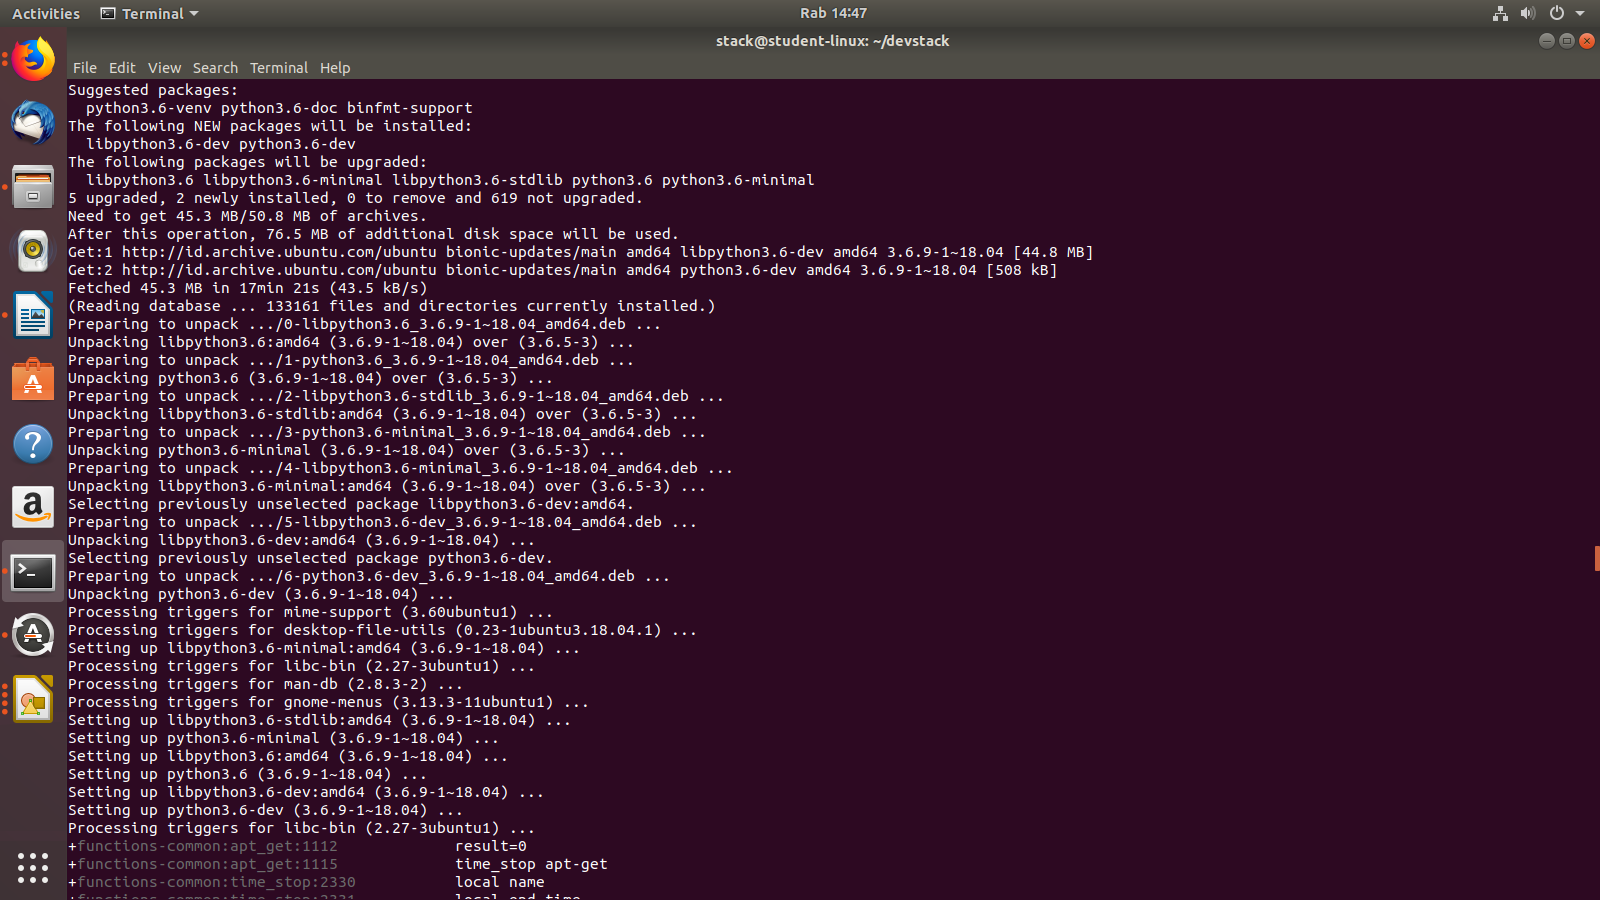 Activities Terminal Rab 14:47
stack@student-linux: ~/devstack
File Edit View Search Terminal Help
Suggested packages:
  python3.6-venv python3.6-doc binfmt-support
The following NEW packages will be installed:
  libpython3.6-dev python3.6-dev
The following packages will be upgraded:
  libpython3.6 libpython3.6-minimal libpython3.6-stdlib python3.6 python3.6-minimal
5 upgraded, 2 newly installed, 0 to remove and 619 not upgraded.
Need to get 45.3 MB/50.8 MB of archives.
After this operation, 76.5 MB of additional disk space will be used.
Get:1 http://id.archive.ubuntu.com/ubuntu bionic-updates/main amd64 libpython3.6-dev amd64 3.6.9-1~18.04 [44.8 MB]
Get:2 http://id.archive.ubuntu.com/ubuntu bionic-updates/main amd64 python3.6-dev amd64 3.6.9-1~18.04 [508 kB]
Fetched 45.3 MB in 17min 21s (43.5 kB/s)
(Reading database ... 133161 files and directories currently installed.)
Preparing to unpack .../0-libpython3.6_3.6.9-1~18.04_amd64.deb ...
Unpacking libpython3.6:amd64 (3.6.9-1~18.04) over (3.6.5-3) ...
Preparing to unpack .../1-python3.6_3.6.9-1~18.04_amd64.deb ...
Unpacking python3.6 (3.6.9-1~18.04) over (3.6.5-3) ...
Preparing to unpack .../2-libpython3.6-stdlib_3.6.9-1~18.04_amd64.deb ...
Unpacking libpython3.6-stdlib:amd64 (3.6.9-1~18.04) over (3.6.5-3) ...
Preparing to unpack .../3-python3.6-minimal_3.6.9-1~18.04_amd64.deb ...
Unpacking python3.6-minimal (3.6.9-1~18.04) over (3.6.5-3) ...
Preparing to unpack .../4-libpython3.6-minimal_3.6.9-1~18.04_amd64.deb ...
Unpacking libpython3.6-minimal:amd64 (3.6.9-1~18.04) over (3.6.5-3) ...
Selecting previously unselected package libpython3.6-dev:amd64.
Preparing to unpack .../5-libpython3.6-dev_3.6.9-1~18.04_amd64.deb ...
Unpacking libpython3.6-dev:amd64 (3.6.9-1~18.04) ...
Selecting previously unselected package python3.6-dev.
Preparing to unpack .../6-python3.6-dev_3.6.9-1~18.04_amd64.deb ...
Unpacking python3.6-dev (3.6.9-1~18.04) ...
Processing triggers for mime-support (3.60ubuntu1) ...
Processing triggers for desktop-file-utils (0.23-1ubuntu3.18.04.1) ...
Setting up libpython3.6-minimal:amd64 (3.6.9-1~18.04) ...
Processing triggers for libc-bin (2.27-3ubuntu1) ...
Processing triggers for man-db (2.8.3-2) ...
Processing triggers for gnome-menus (3.13.3-11ubuntu1) ...
Setting up libpython3.6-stdlib:amd64 (3.6.9-1~18.04) ...
Setting up python3.6-minimal (3.6.9-1~18.04) ...
Setting up libpython3.6:amd64 (3.6.9-1~18.04) ...
Setting up python3.6 (3.6.9-1~18.04) ...
Setting up libpython3.6-dev:amd64 (3.6.9-1~18.04) ...
Setting up python3.6-dev (3.6.9-1~18.04) ...
Processing triggers for libc-bin (2.27-3ubuntu1) ...
+functions-common:apt_get:1112             result=0
+functions-common:apt_get:1115             time_stop apt-get
+functions-common:time_stop:2330           local name
+functions-common:time_stop:2331           local end_time